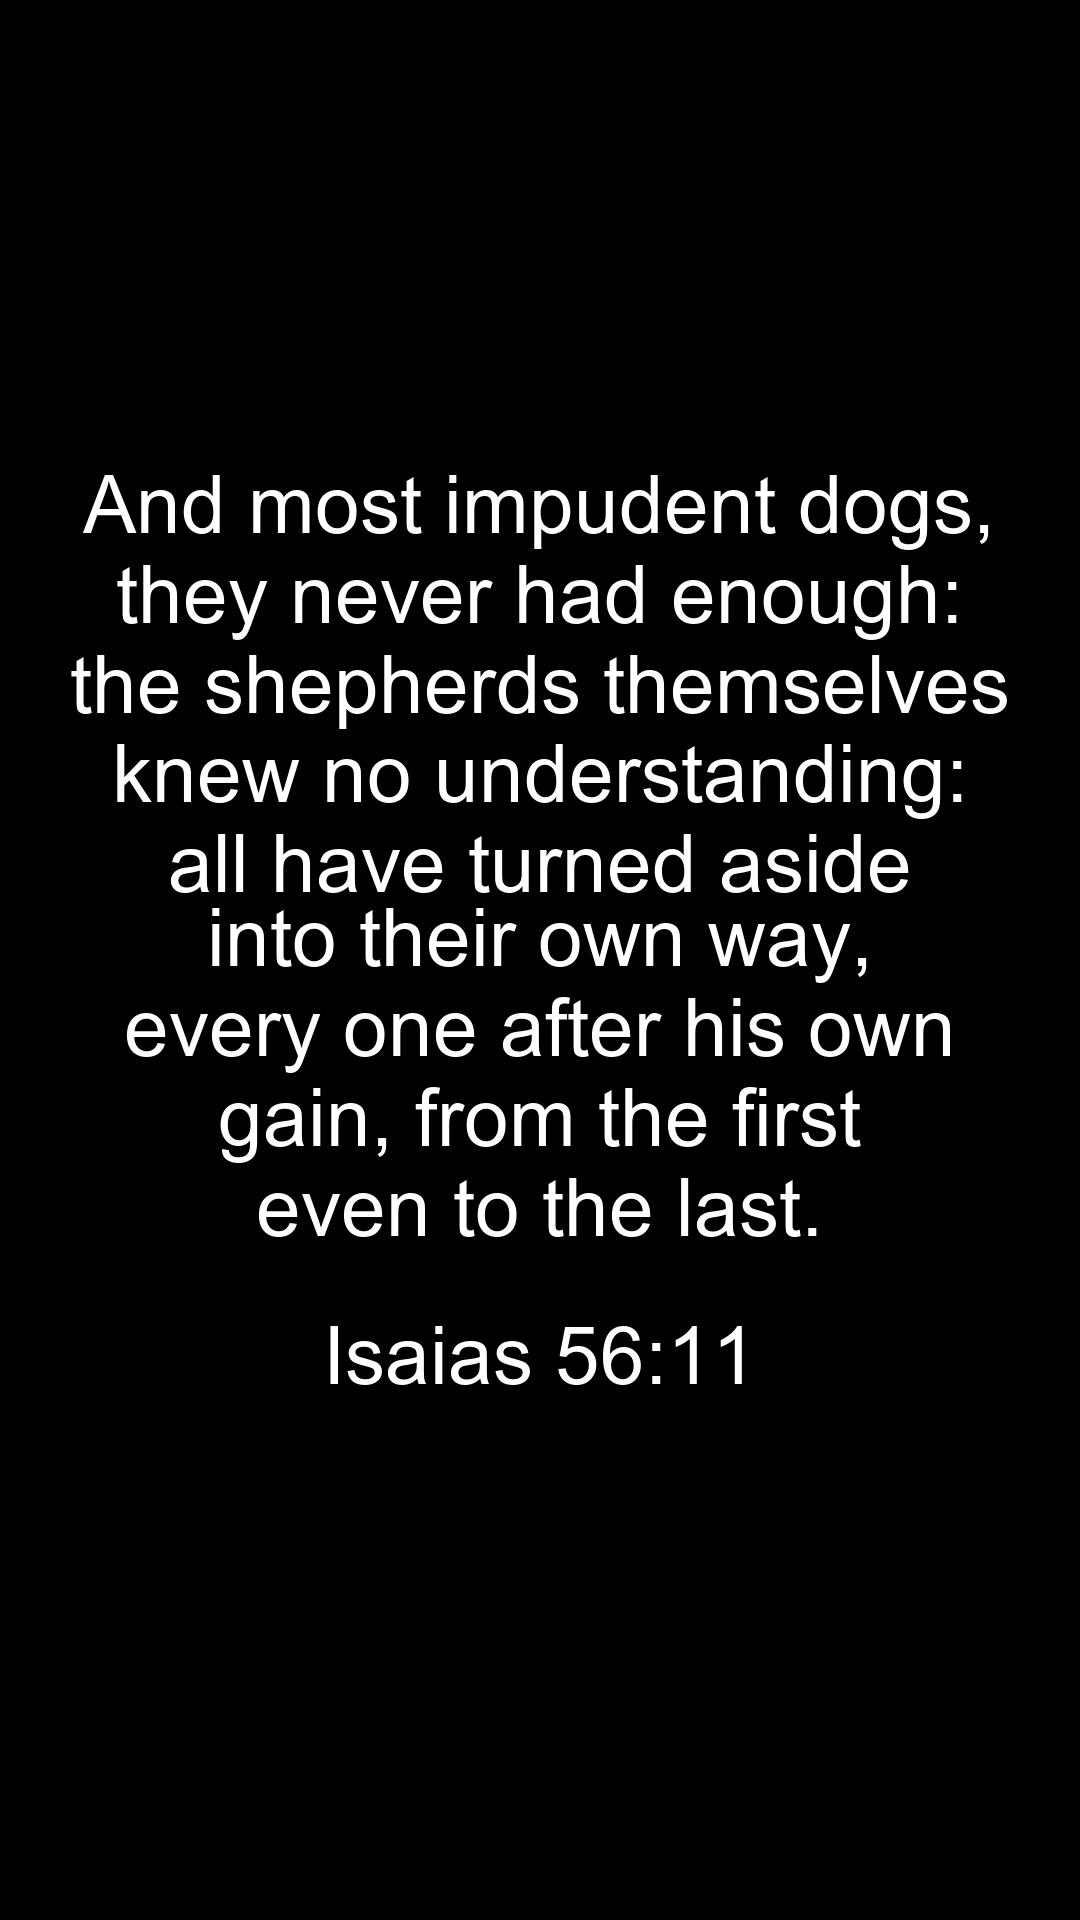 And most impudent dogs,
they never had enough:
the shepherds themselves
knew no understanding:
all have turned aside
into their own way,
every one after his own
gain, from the first
even to the last.
Isaias 56:11